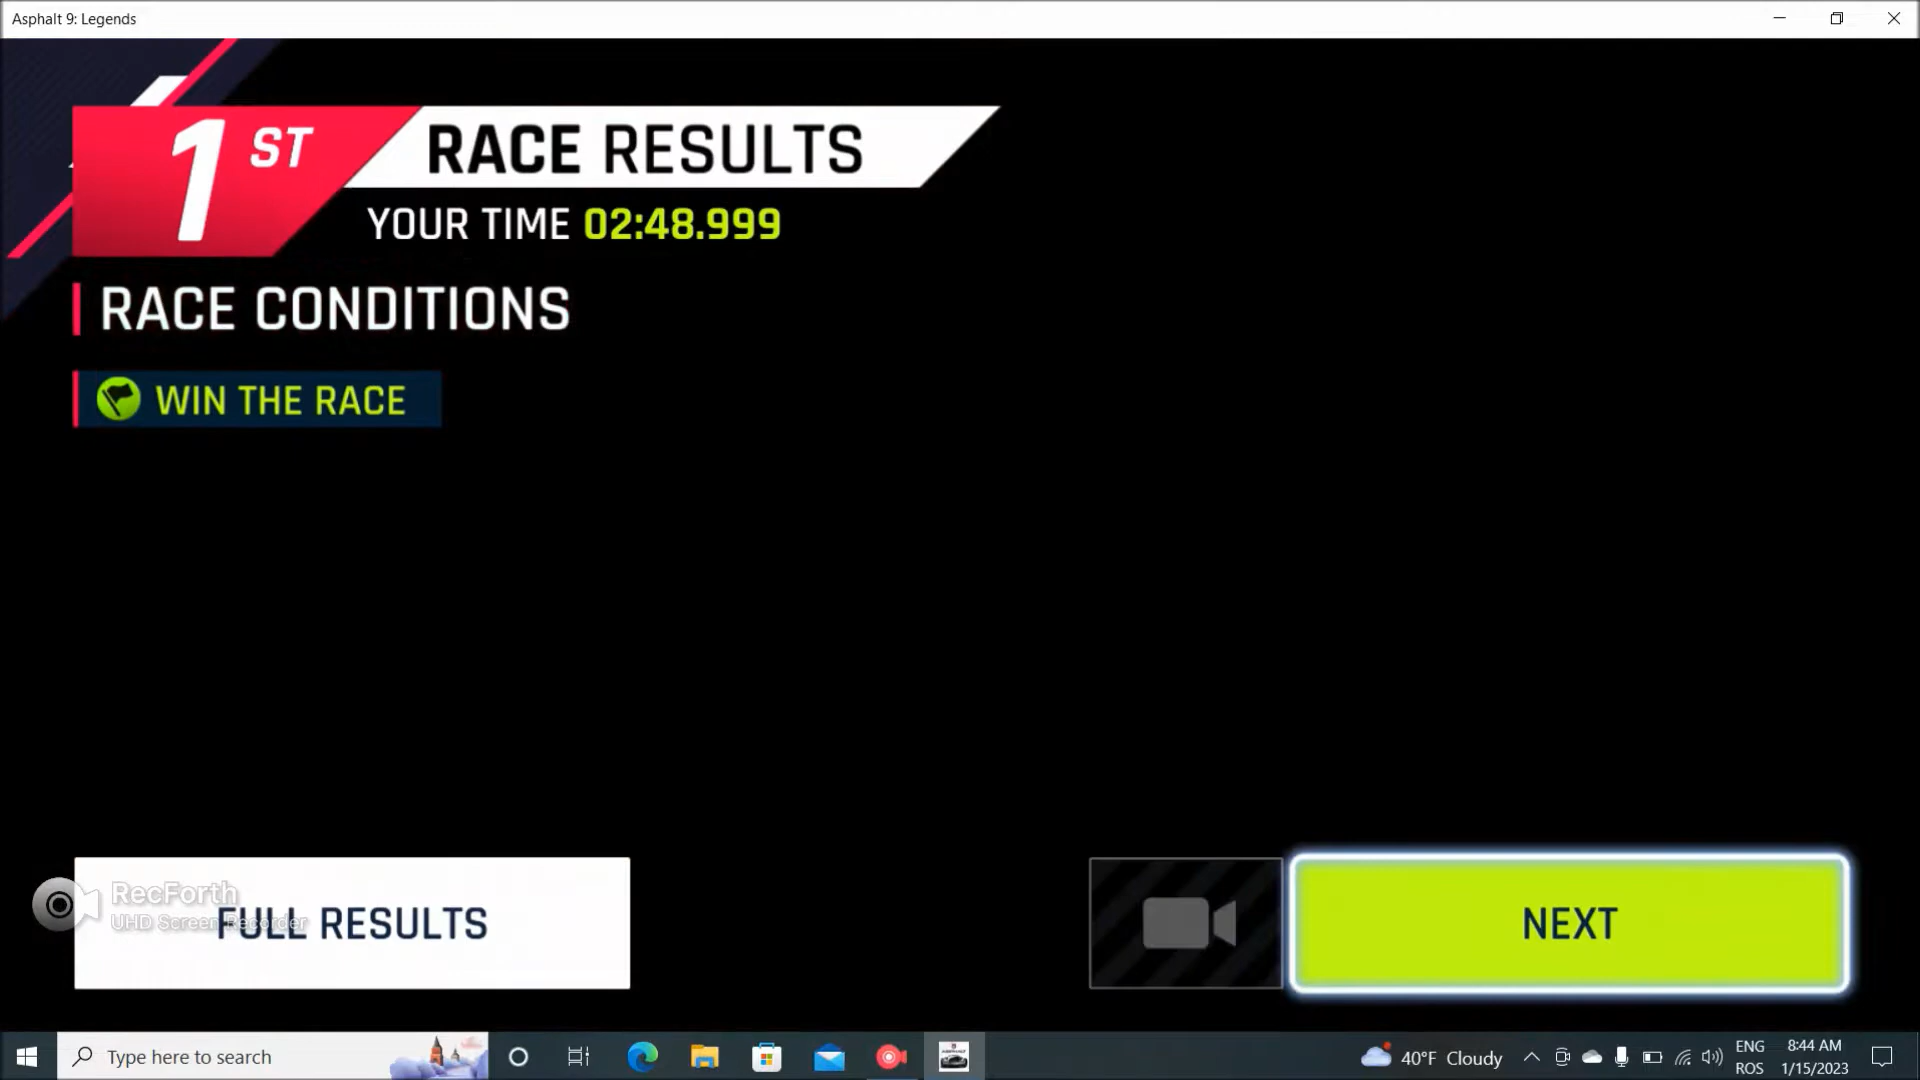 Asphalt 9: Legends
1 ST
RACE RESULTS
YOUR TIME 02:48.999
RACE CONDITIONS
WIN THE RACE
RecForth
UHD Screen Recorder
FULL RESULTS
NEXT
Type here to search
40°F Cloudy
ENG
ROS
8:44 AM
1/15/2023